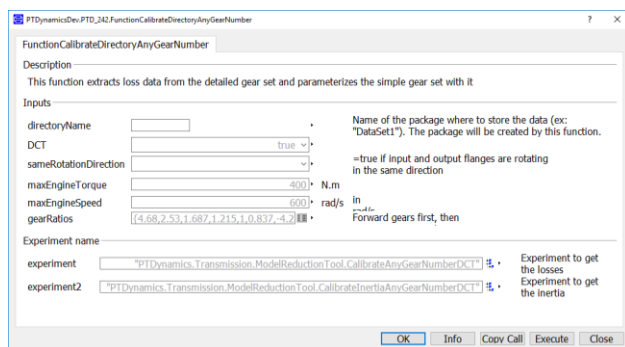 PTDynamicsDev.PTD_242.FunctionCalibrateDirectoryAnyGearNumber
FunctionCalibrateDirectoryAnyGearNumber
Description
This function extracts loss data from the detailed gear set and parameterizes the simple gear set with it
Inputs
directoryName
Name of the package where to store the data (ex:
"DataSet1"). The package will be created by this function.
DCT true
sameRotationDirection
=true if input and output flanges are rotating
in the same direction
maxEngineTorque 400 N.m
maxEngineSpeed 600 rad/s in
gearRatios {4.68,2.53,1.687,1.215,1,0.837,-4.2 Forward gears first, then
Experiment name
experiment "PTDynamics.Transmission.ModelReductionTool.CalibrateAnyGearNumberDCT" Experiment to get
the losses
experiment2 "PTDynamics.Transmission.ModelReductionTool.CalibrateInertiaAnyGearNumberDCT" Experiment to get
the inertia
OK Info Copy Call Execute Close